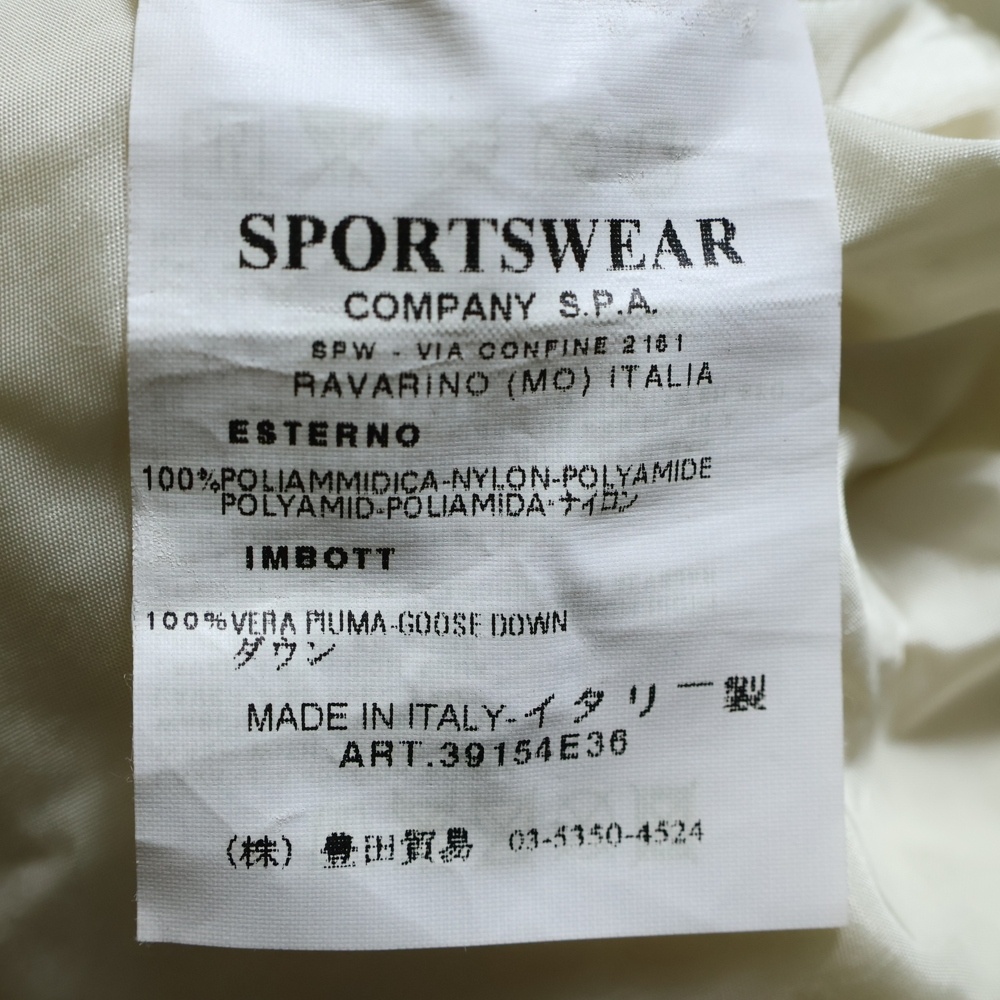 SPORTSWEAR
COMPANY S.P.A.
SPW - VIA CONFINE 2161
RAVARINO (MO) ITALIA
ESTERNO
100%POLIAMMIDICA-NYLON-POLYAMIDE
POLYAMID-POLIAMIDA-ナイロン
IMBOTT
100%VERA PIUMA-GOOSE DOWN
ダウン
MADE IN ITALY-イタリー製
ART.39154E36
(株) 豊田貿易 03-5350-4524